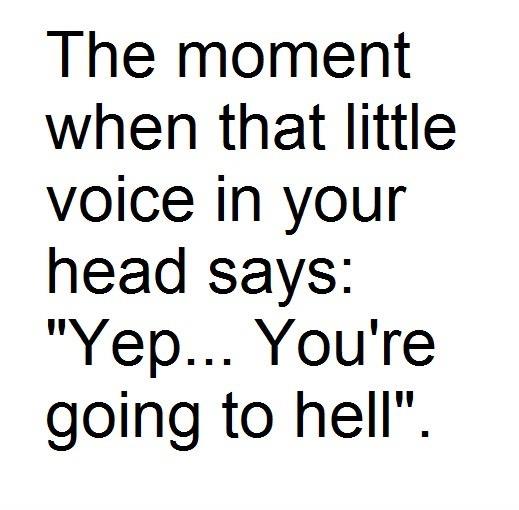 The moment
when that little
voice in your
head says:
"Yep... You're
going to hell".